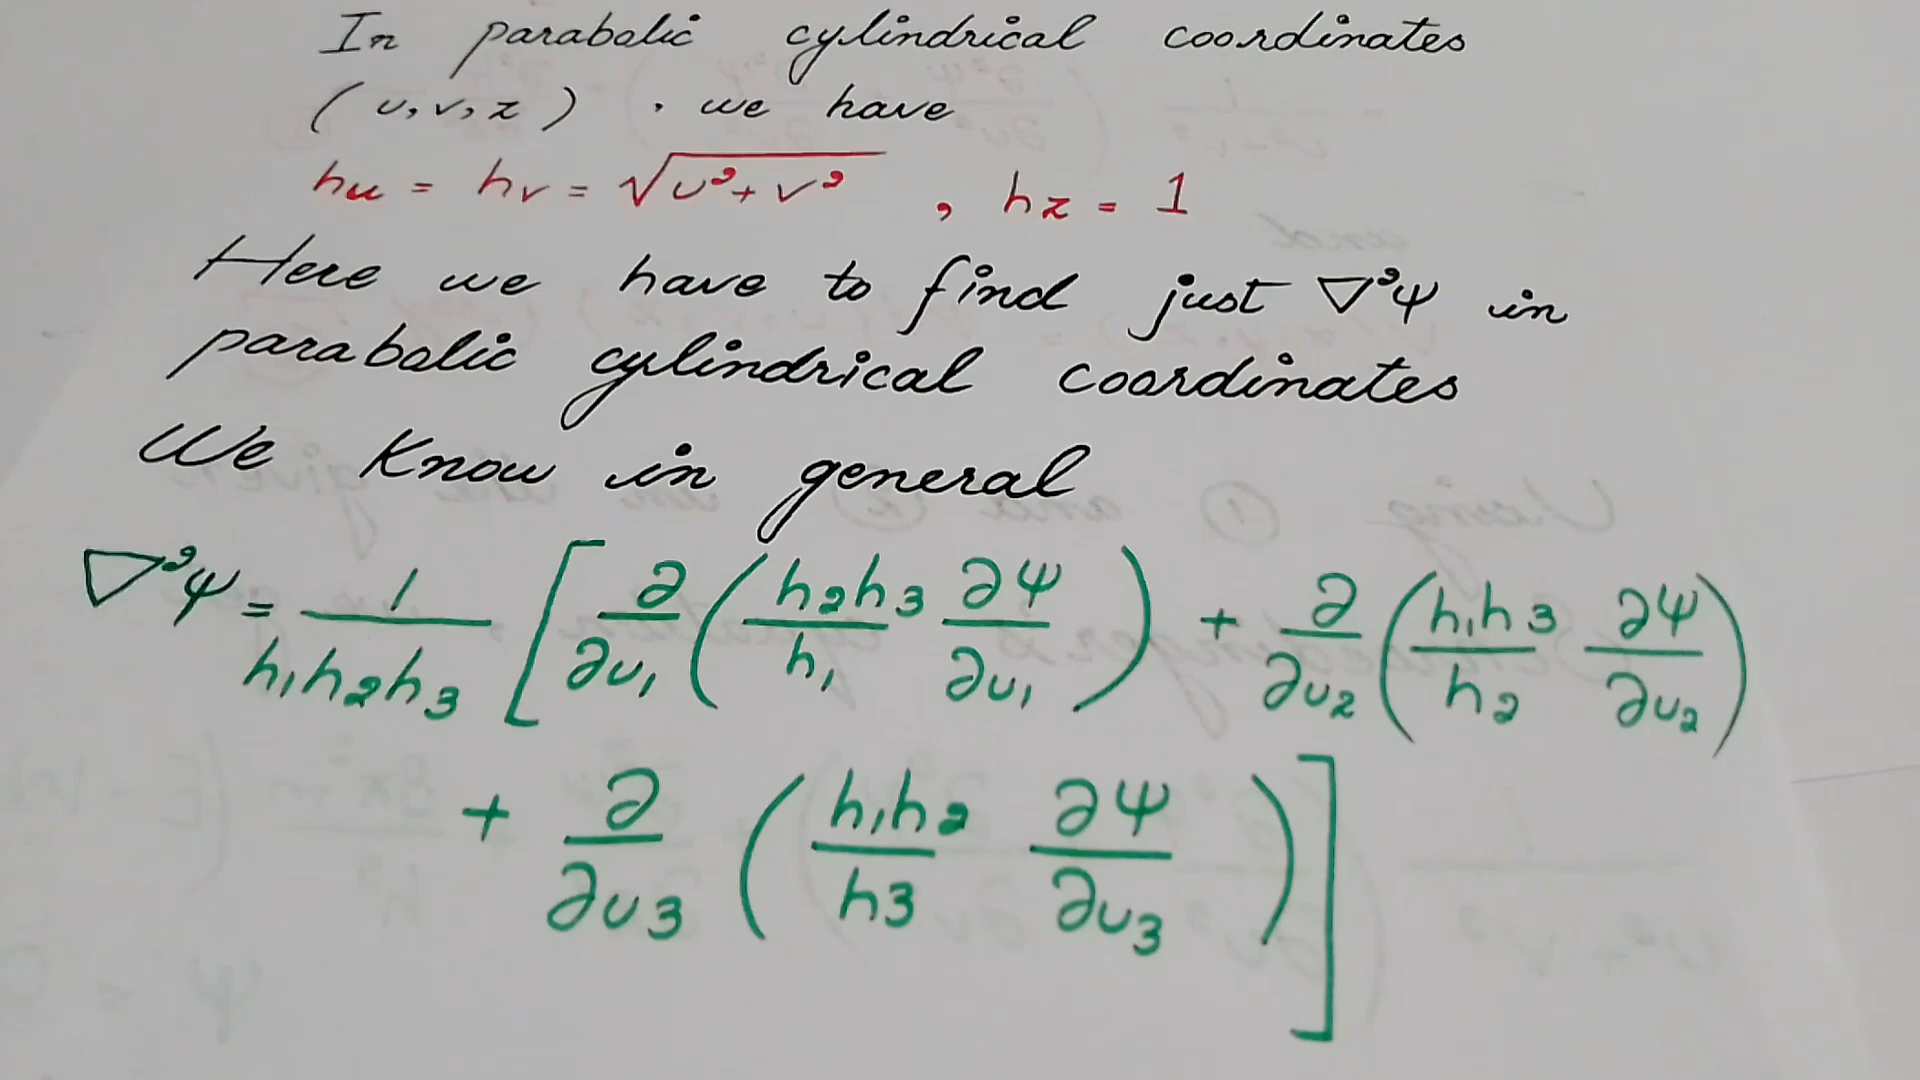 In parabolic cylindrical coordinates
(u, v, z) . we have
hu = hv = √u²+v² , hz = 1
Here we have to find just ∇²ψ in
parabolic cylindrical coordinates
We know in general
∇²ψ = 1/h₁h₂h₃ [ ∂/∂u₁ ( h₂h₃/h₁ ∂ψ/∂u₁ ) + ∂/∂u₂ ( h₁h₃/h₂ ∂ψ/∂u₂ )
+ ∂/∂u₃ ( h₁h₂/h₃ ∂ψ/∂u₃ ) ]